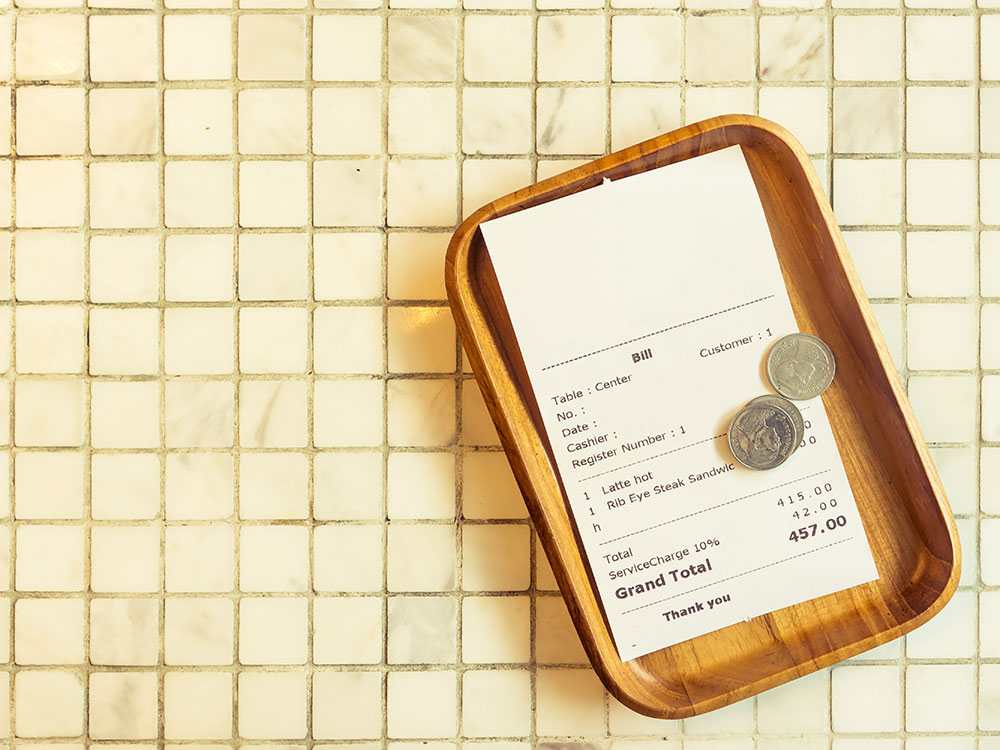 Bill
Customer : 1
Table : Center
No. :
Date :
Cashier :
Register Number : 1
1 Latte hot
1 Rib Eye Steak Sandwic
h
Total 415.00
ServiceCharge 10% 42.00
Grand Total 457.00
Thank you